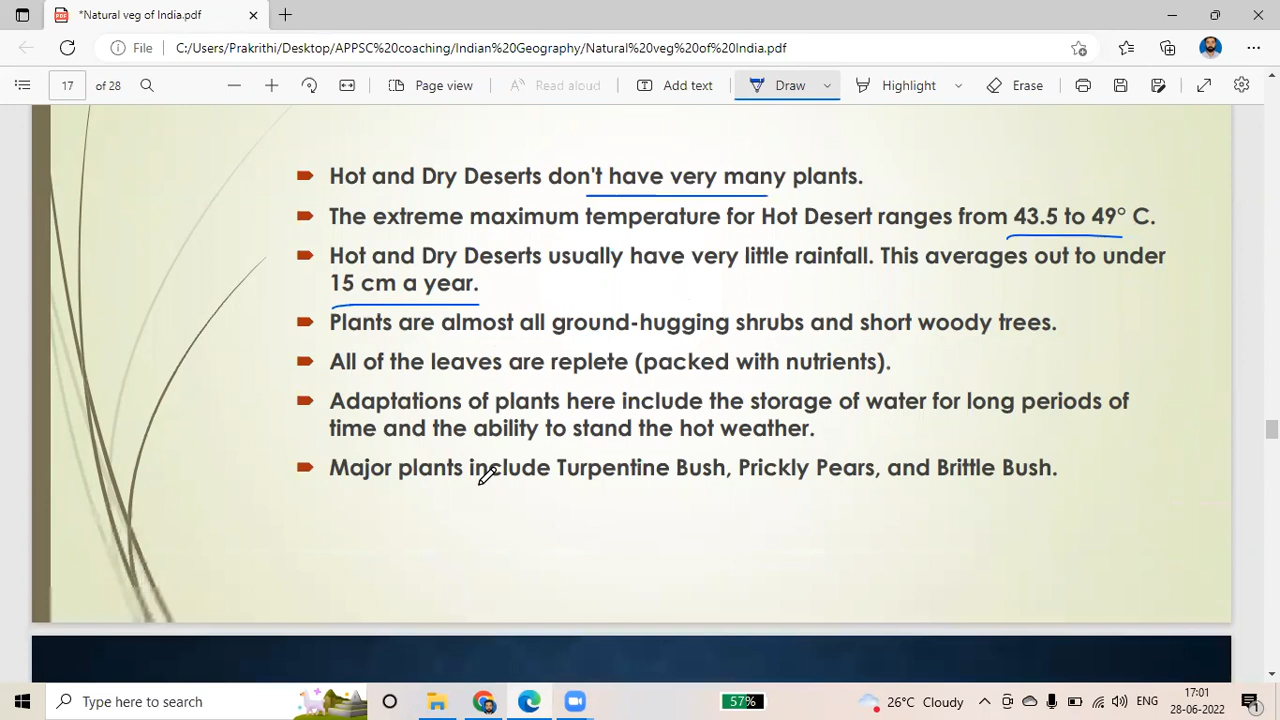 *Natural veg of India.pdf
File
C:/Users/Prakrithi/Desktop/APPSC%20coaching/Indian%20Geography/Natural%20veg%20of%20India.pdf
17 of 28
Page view
Read aloud
Add text
Draw
Highlight
Erase
Hot and Dry Deserts don't have very many plants.
The extreme maximum temperature for Hot Desert ranges from 43.5 to 49° C.
Hot and Dry Deserts usually have very little rainfall. This averages out to under
15 cm a year.
Plants are almost all ground-hugging shrubs and short woody trees.
All of the leaves are replete (packed with nutrients).
Adaptations of plants here include the storage of water for long periods of
time and the ability to stand the hot weather.
Major plants include Turpentine Bush, Prickly Pears, and Brittle Bush.
Type here to search
57%
26°C Cloudy
ENG
17:01
28-06-2022
1